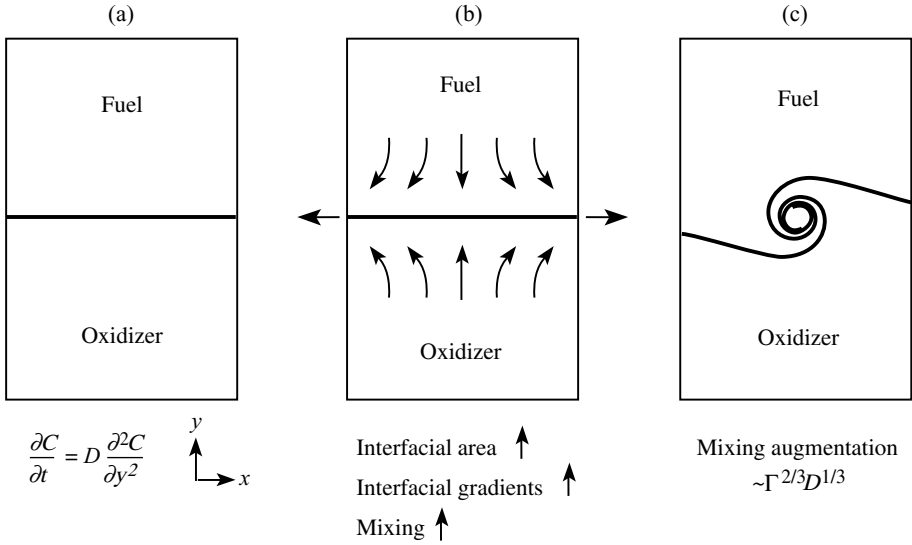 (a)
Fuel
Oxidizer
∂C/∂t = D ∂²C/∂y²
y
x
(b)
Fuel
Oxidizer
Interfacial area ↑
Interfacial gradients ↑
Mixing ↑
(c)
Fuel
Oxidizer
Mixing augmentation
~Γ^{2/3}D^{1/3}